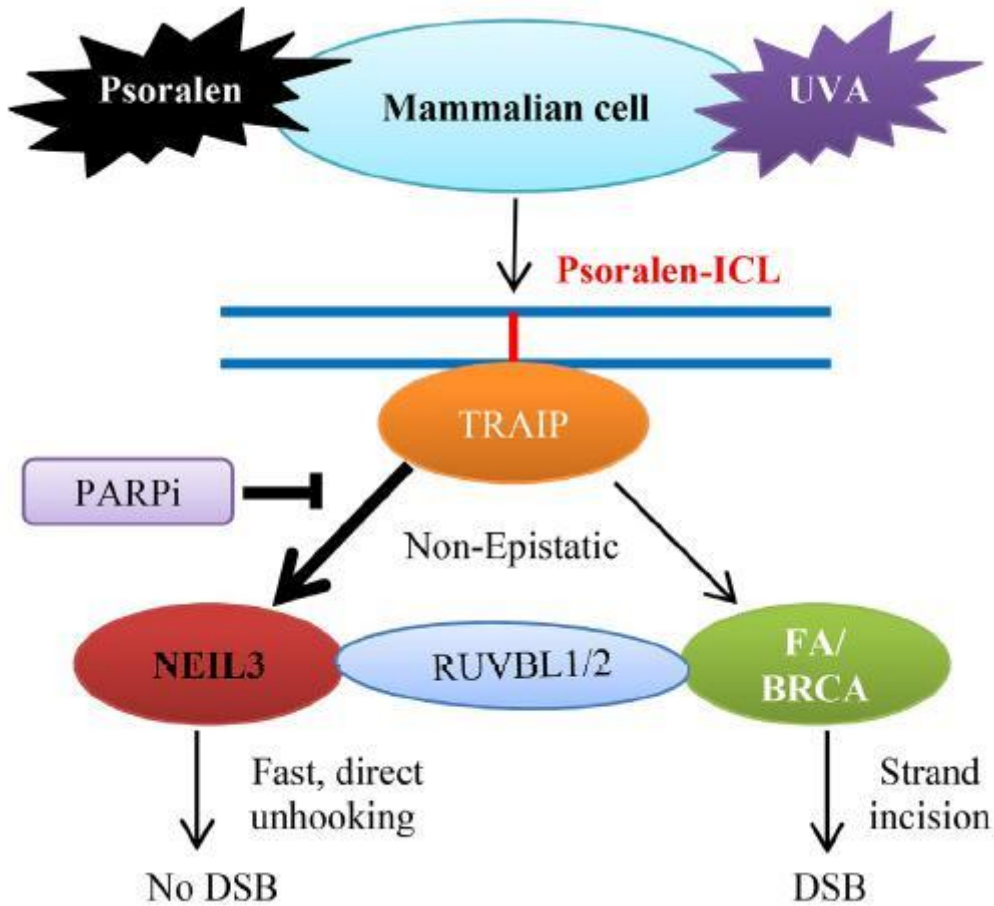 Psoralen
Mammalian cell
UVA
Psoralen-ICL
TRAIP
PARPi
Non-Epistatic
NEIL3
RUVBL1/2
FA/
BRCA
Fast, direct
unhooking
Strand
incision
No DSB
DSB